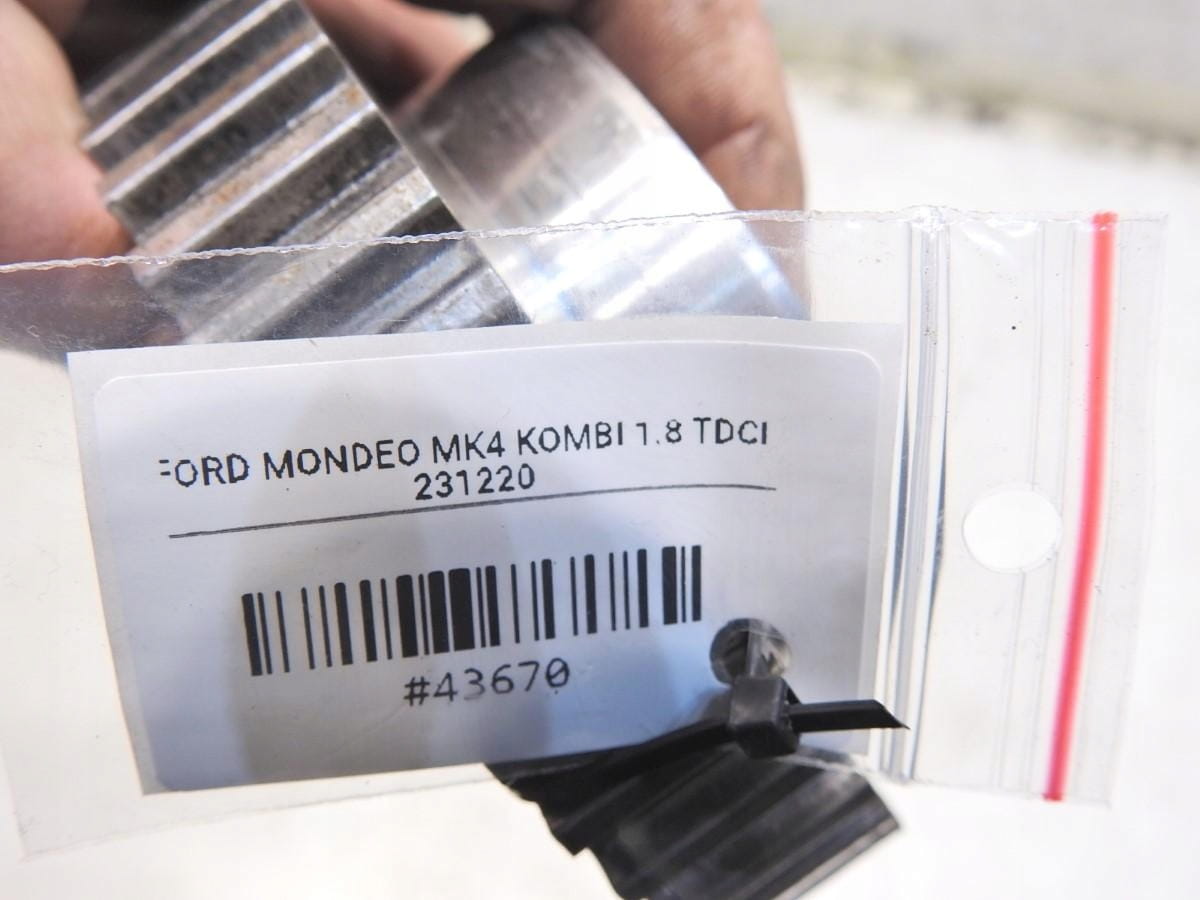 FORD MONDEO MK4 KOMBI 1.8 TDCI
231220
#43670